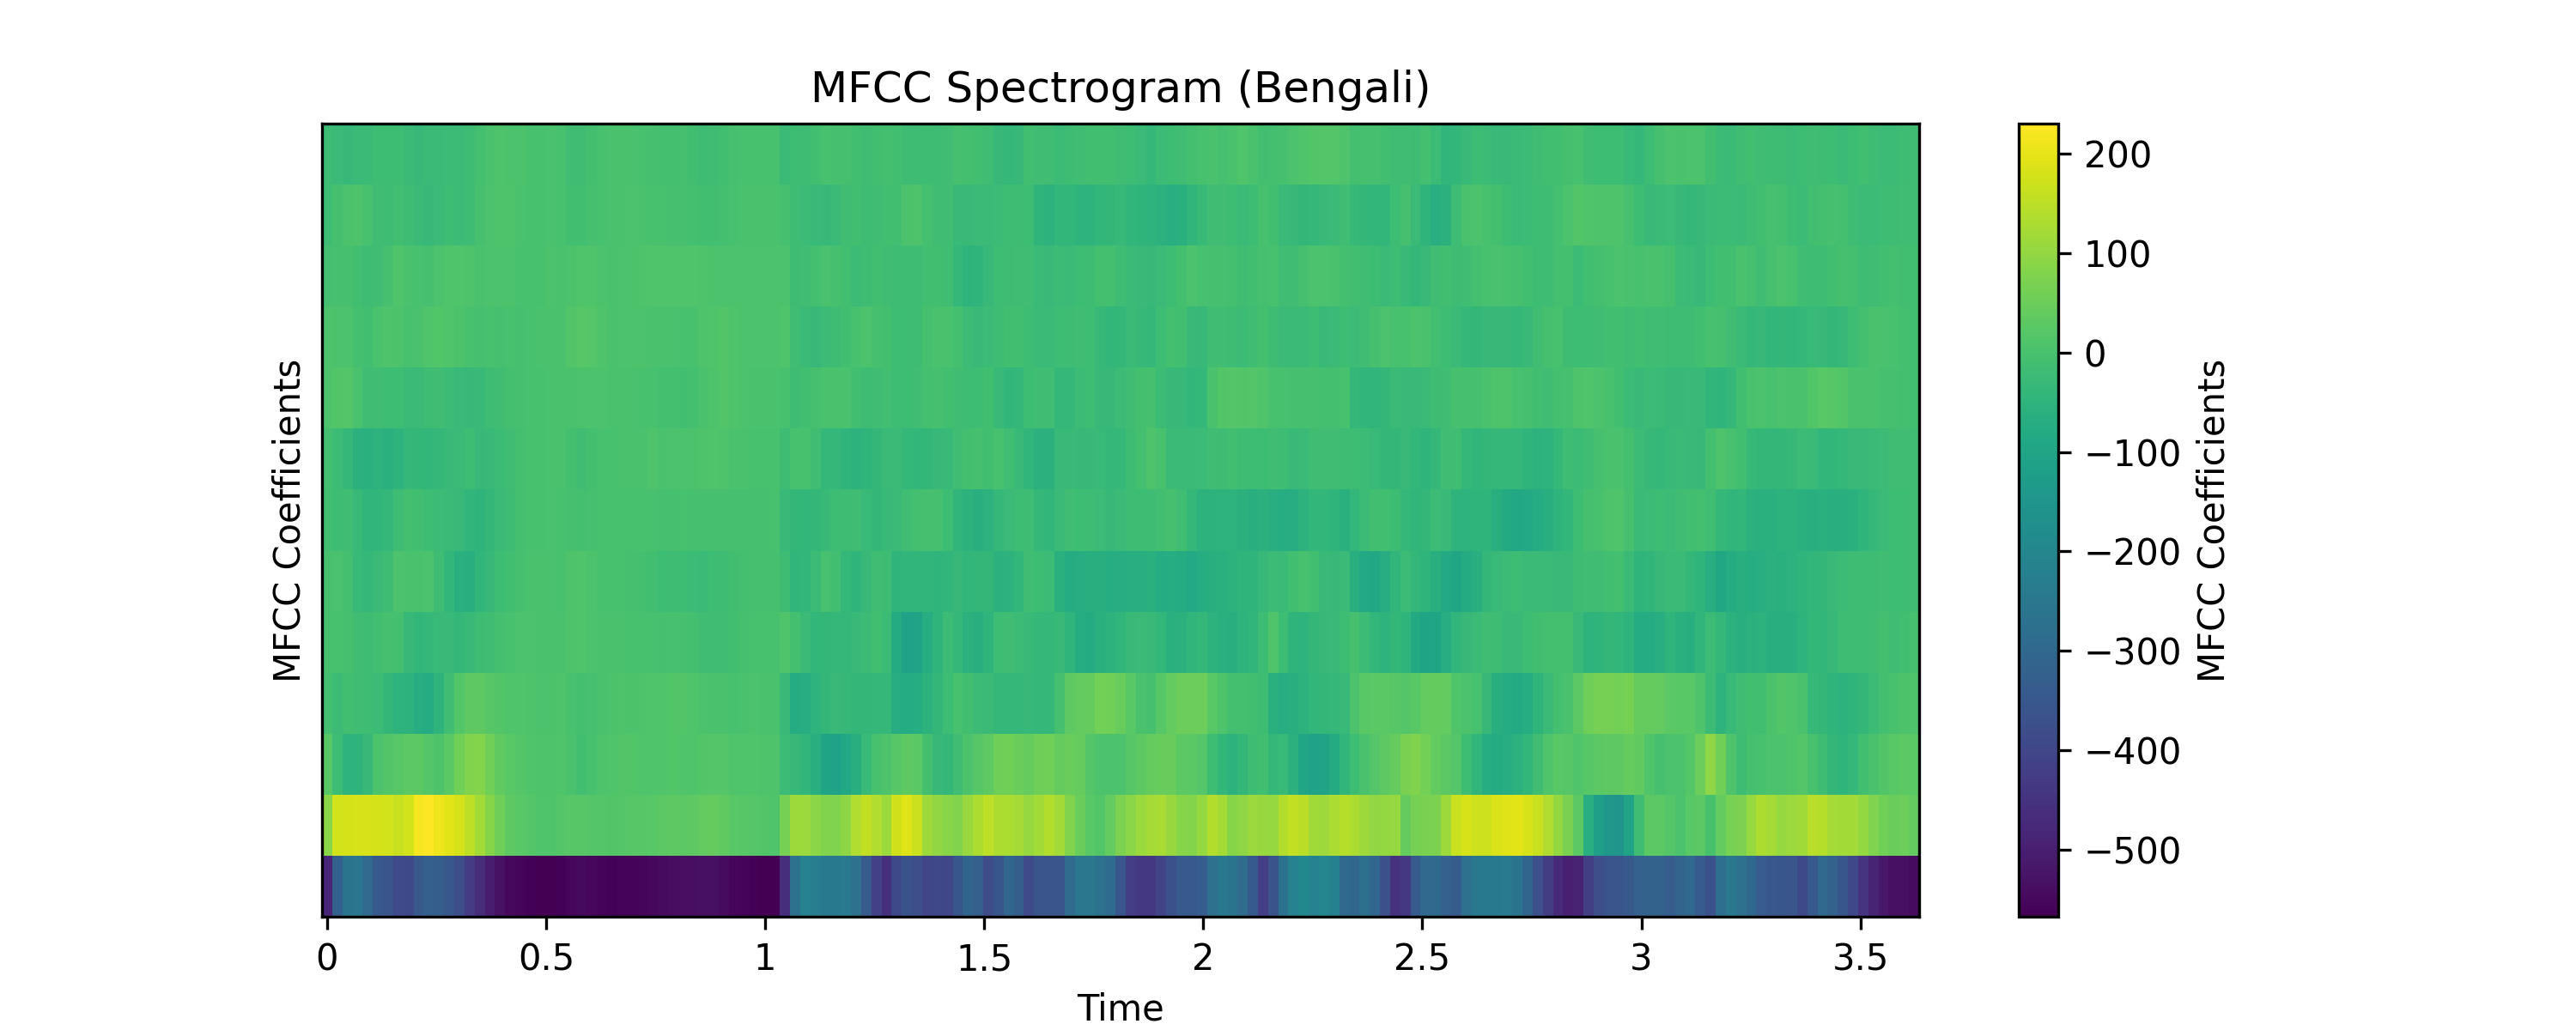 MFCC Spectrogram (Bengali)
MFCC Coefficients
0 0.5 1 1.5 2 2.5 3 3.5
Time
200
100
0
−100
−200
−300
−400
−500
MFCC Coefficients